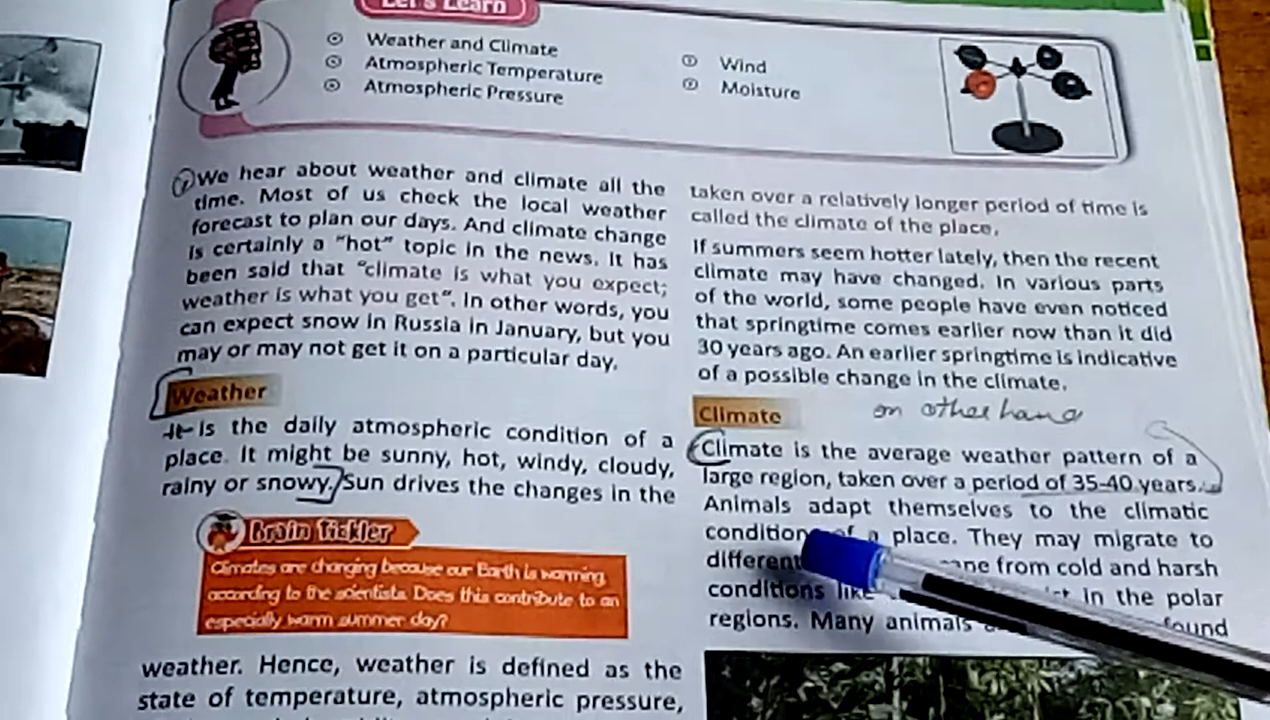 Let's Learn
Weather and Climate
Atmospheric Temperature
Atmospheric Pressure
Wind
Moisture
We hear about weather and climate all the
time. Most of us check the local weather
forecast to plan our days. And climate change
is certainly a "hot" topic in the news. It has
been said that "climate is what you expect;
weather is what you get". In other words, you
can expect snow in Russia in January, but you
may or may not get it on a particular day.
Weather
It is the daily atmospheric condition of a
place. It might be sunny, hot, windy, cloudy,
rainy or snowy. Sun drives the changes in the
Brain Tickler
Climates are changing because our Earth is warming,
according to the scientists. Does this contribute to an
especially warm summer day?
weather. Hence, weather is defined as the
state of temperature, atmospheric pressure,
taken over a relatively longer period of time is
called the climate of the place.
If summers seem hotter lately, then the recent
climate may have changed. In various parts
of the world, some people have even noticed
that springtime comes earlier now than it did
30 years ago. An earlier springtime is indicative
of a possible change in the climate.
on other hand
Climate
Climate is the average weather pattern of a
large region, taken over a period of 35-40 years.
Animals adapt themselves to the climatic
condition of a place. They may migrate to
different from cold and harsh
conditions like in the polar
regions. Many animals found